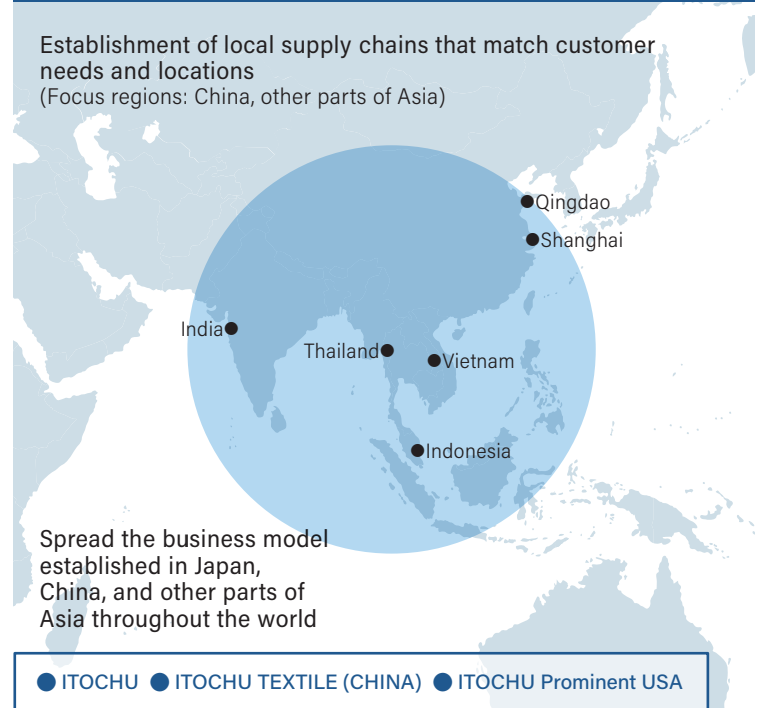 Establishment of local supply chains that match customer
needs and locations
(Focus regions: China, other parts of Asia)
Qingdao
Shanghai
India
Thailand
Vietnam
Indonesia
Spread the business model
established in Japan,
China, and other parts of
Asia throughout the world
ITOCHU ITOCHU TEXTILE (CHINA) ITOCHU Prominent USA